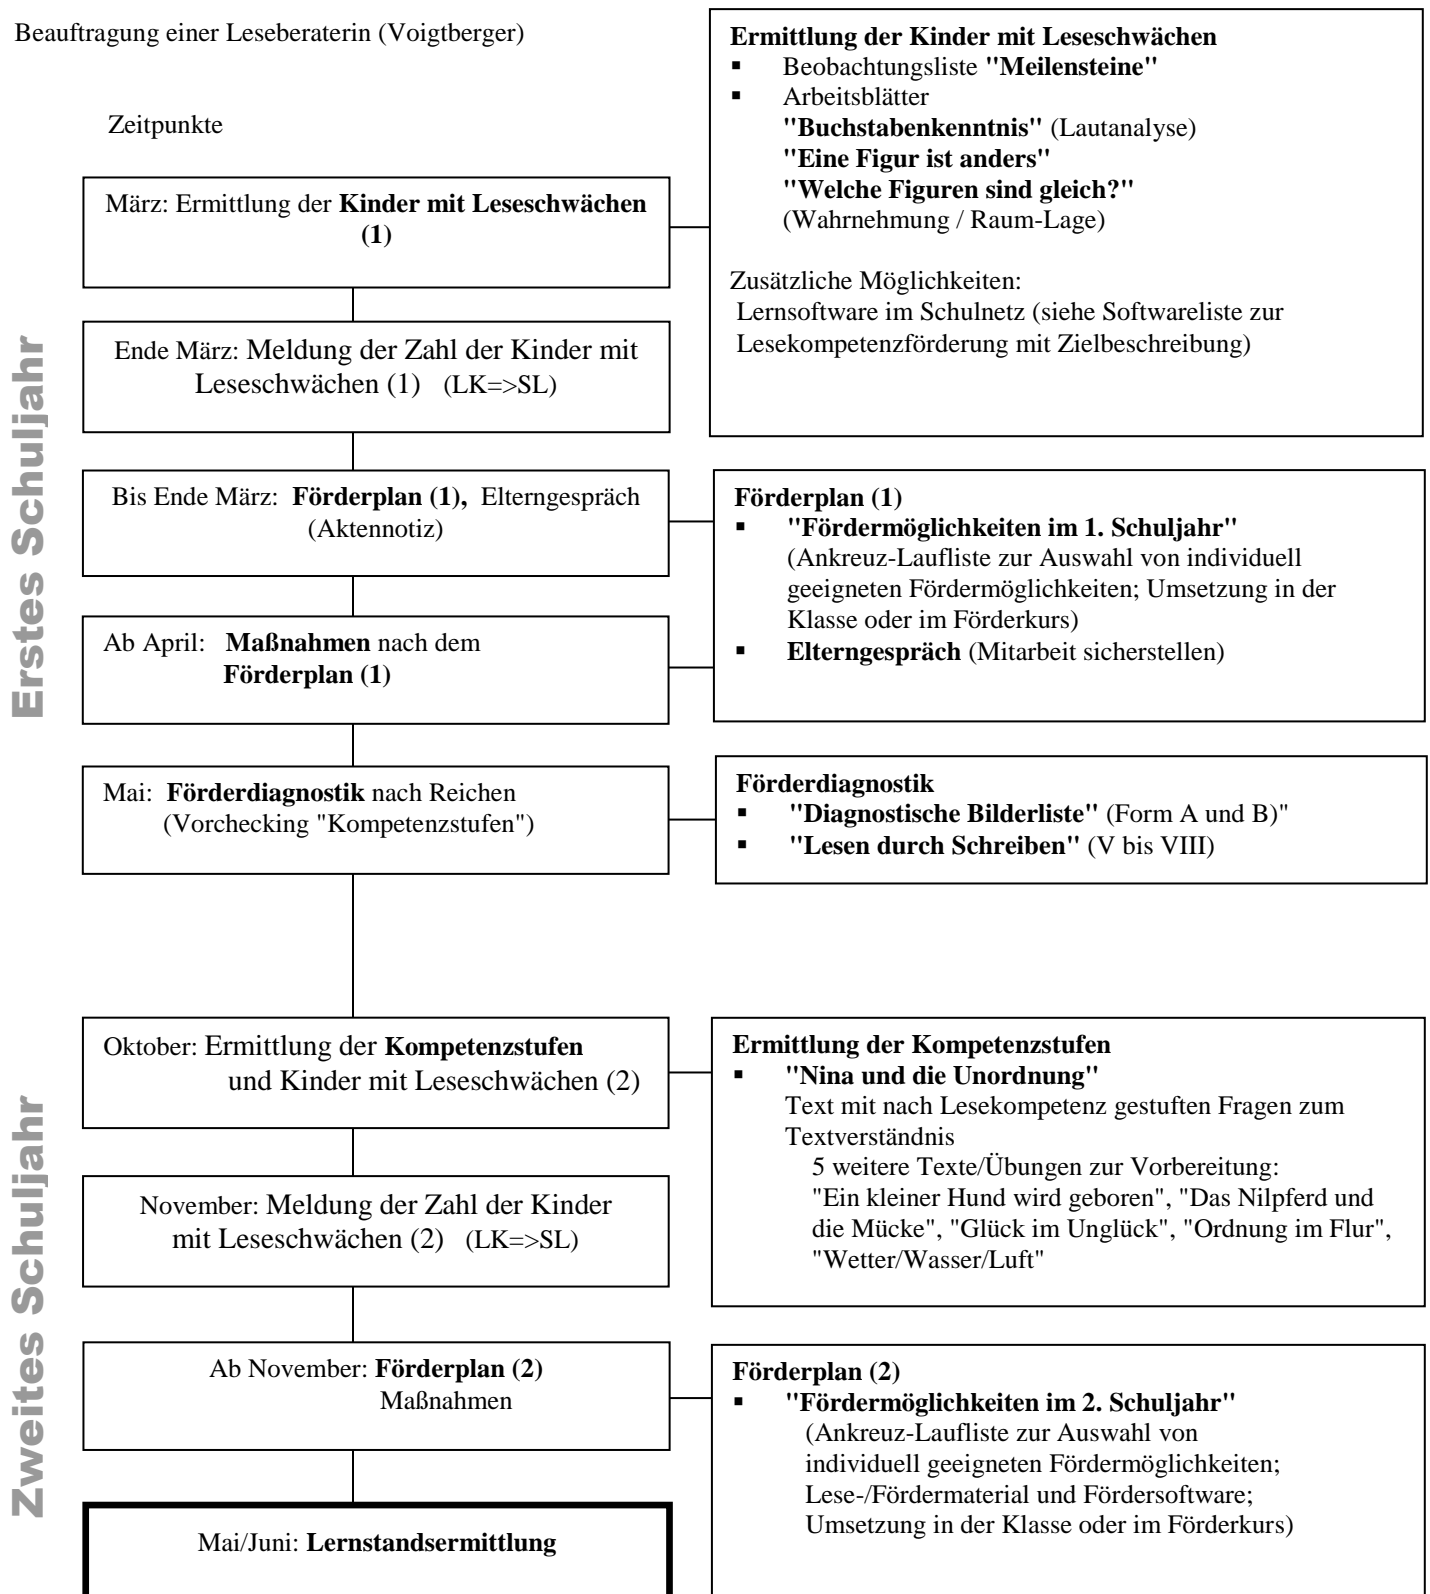 Beauftragung einer Leseberaterin (Voigtberger)
Zeitpunkte
Erstes Schuljahr
März: Ermittlung der Kinder mit Leseschwächen
(1)
Ermittlung der Kinder mit Leseschwächen
▪ Beobachtungsliste "Meilensteine"
▪ Arbeitsblätter
"Buchstabenkenntnis" (Lautanalyse)
"Eine Figur ist anders"
"Welche Figuren sind gleich?"
(Wahrnehmung / Raum-Lage)
Zusätzliche Möglichkeiten:
Lernsoftware im Schulnetz (siehe Softwareliste zur
Lesekompetenzförderung mit Zielbeschreibung)
Ende März: Meldung der Zahl der Kinder mit
Leseschwächen (1) (LK=>SL)
Bis Ende März: Förderplan (1), Elterngespräch
(Aktennotiz)
Ab April: Maßnahmen nach dem
Förderplan (1)
Förderplan (1)
▪ "Fördermöglichkeiten im 1. Schuljahr"
(Ankreuz-Laufliste zur Auswahl von individuell
geeigneten Fördermöglichkeiten; Umsetzung in der
Klasse oder im Förderkurs)
▪ Elterngespräch (Mitarbeit sicherstellen)
Mai: Förderdiagnostik nach Reichen
(Vorchecking "Kompetenzstufen")
Förderdiagnostik
▪ "Diagnostische Bilderliste" (Form A und B)"
▪ "Lesen durch Schreiben" (V bis VIII)
Zweites Schuljahr
Oktober: Ermittlung der Kompetenzstufen
und Kinder mit Leseschwächen (2)
Ermittlung der Kompetenzstufen
▪ "Nina und die Unordnung"
Text mit nach Lesekompetenz gestuften Fragen zum
Textverständnis
5 weitere Texte/Übungen zur Vorbereitung:
"Ein kleiner Hund wird geboren", "Das Nilpferd und
die Mücke", "Glück im Unglück", "Ordnung im Flur",
"Wetter/Wasser/Luft"
November: Meldung der Zahl der Kinder
mit Leseschwächen (2) (LK=>SL)
Ab November: Förderplan (2)
Maßnahmen
Förderplan (2)
▪ "Fördermöglichkeiten im 2. Schuljahr"
(Ankreuz-Laufliste zur Auswahl von
individuell geeigneten Fördermöglichkeiten;
Lese-/Fördermaterial und Fördersoftware;
Umsetzung in der Klasse oder im Förderkurs)
Mai/Juni: Lernstandsermittlung